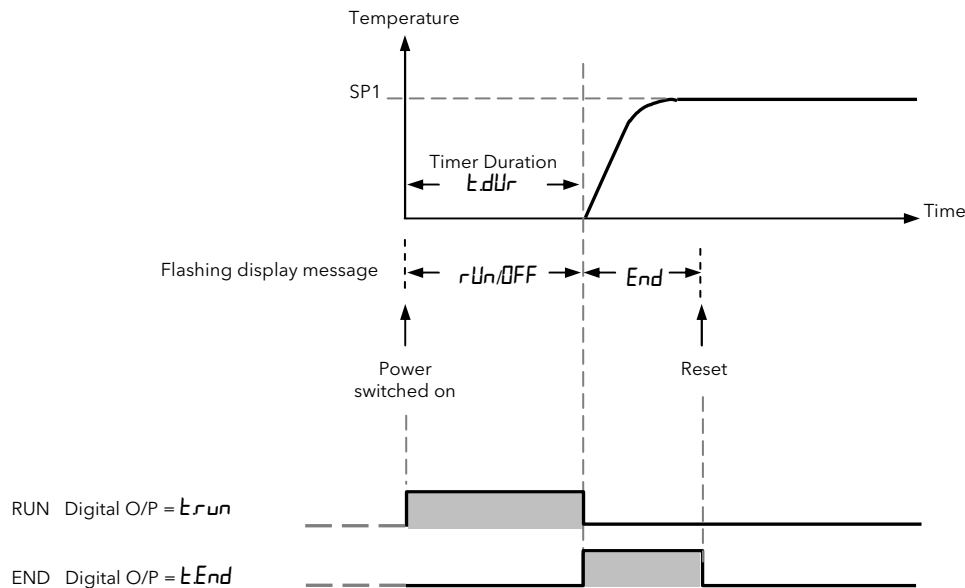 Temperature
SP1
Timer Duration
t.dUr
Time
Flashing display message
rUn/OFF
End
Power
switched on
Reset
RUN Digital O/P = t.run
END Digital O/P = t.End